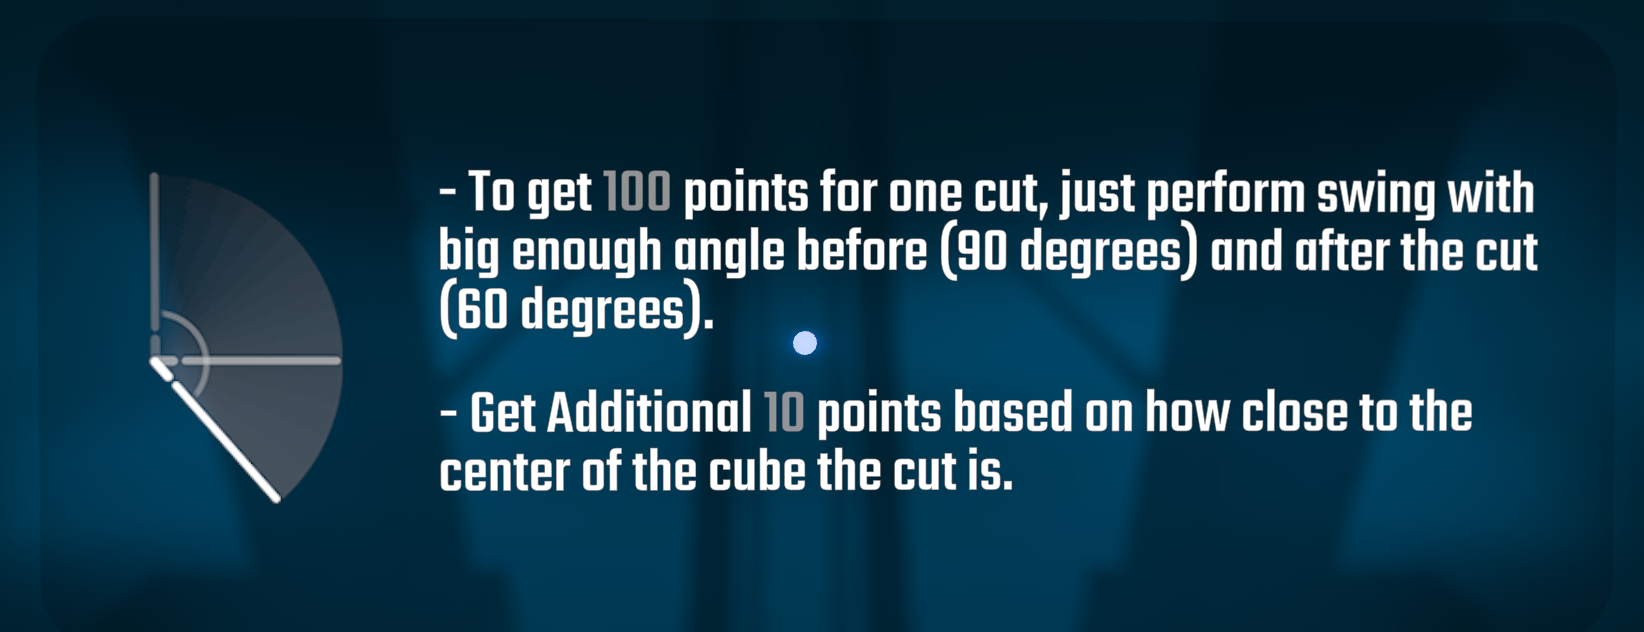 - To get 100 points for one cut, just perform swing with
big enough angle before (90 degrees) and after the cut
(60 degrees).
- Get Additional 10 points based on how close to the
center of the cube the cut is.